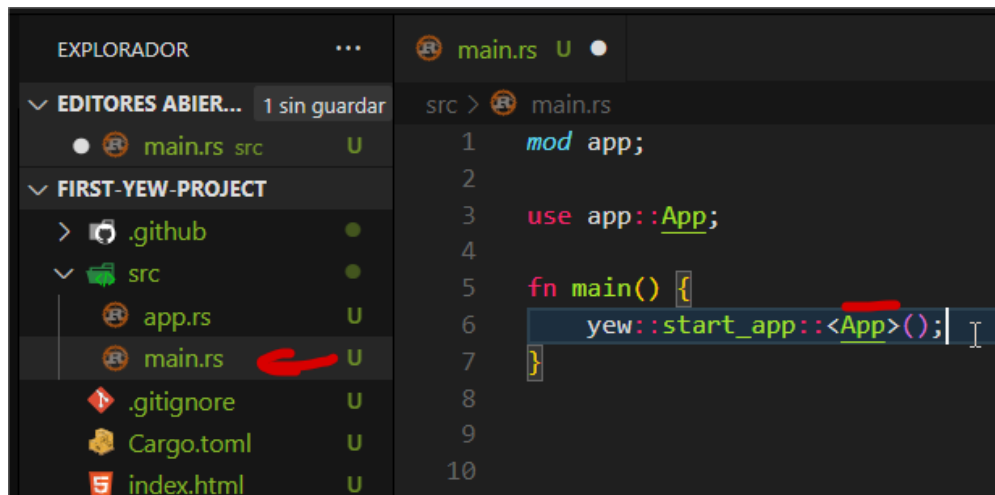 EXPLORADOR ...
EDITORES ABIER... 1 sin guardar
main.rs src U
FIRST-YEW-PROJECT
.github
src
app.rs U
main.rs U
.gitignore U
Cargo.toml U
index.html U
main.rs U
src > main.rs
1 mod app;
2
3 use app::App;
4
5 fn main() {
6 yew::start_app::<App>();
7 }
8
9
10